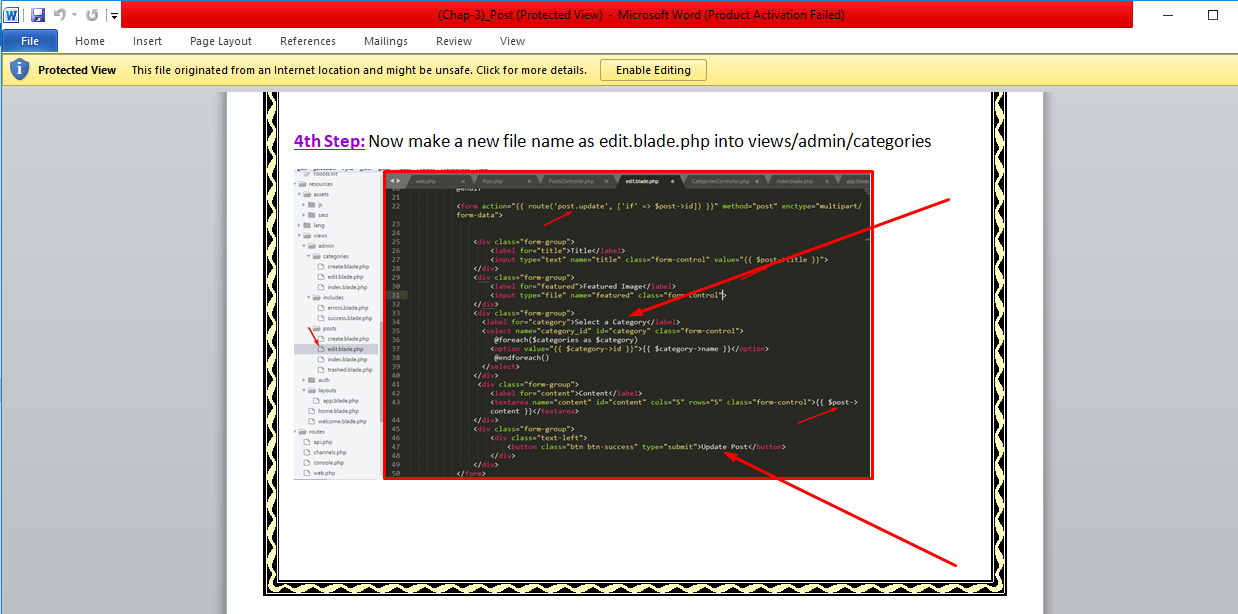 (Chap-3)_Post (Protected View) - Microsoft Word (Product Activation Failed)
File Home Insert Page Layout References Mailings Review View
Protected View This file originated from an Internet location and might be unsafe. Click for more details. Enable Editing
4th Step: Now make a new file name as edit.blade.php into views/admin/categories
robots.txt
resources
assets
js
sass
lang
views
admin
categories
create.blade.php
edit.blade.php
index.blade.php
includes
errors.blade.php
success.blade.php
posts
create.blade.php
edit.blade.php
index.blade.php
trashed.blade.php
auth
layouts
app.blade.php
home.blade.php
welcome.blade.php
routes
api.php
channels.php
console.php
web.php
web.php Post.php PostsController.php edit.blade.php CategoriesController.php index.blade.php app.blade
20 @endif
21
22 <form action="{{ route('post.update', ['if' => $post->id]) }}" method="post" enctype="multipart/
form-data">
23
24
25 <div class="form-group">
26 <label for="title">Title</label>
27 <input type="text" name="title" class="form-control" value="{{ $post->title }}">
28 </div>
29 <div class="form-group">
30 <label for="featured">Featured Image</label>
31 <input type="file" name="featured" class="form-control">
32 </div>
33 <div class="form-group">
34 <label for="category">Select a Category</label>
35 <select name="category_id" id="category" class="form-control">
36 @foreach($categories as $category)
37 <option value="{{ $category->id }}">{{ $category->name }}</option>
38 @endforeach()
39 </select>
40 </div>
41 <div class="form-group">
42 <label for="content">Content</label>
43 <textarea name="content" id="content" cols="5" rows="5" class="form-control">{{ $post->
content }}</textarea>
44 </div>
45 <div class="form-group">
46 <div class="text-left">
47 <button class="btn btn-success" type="submit">Update Post</button>
48 </div>
49 </div>
50 </form>